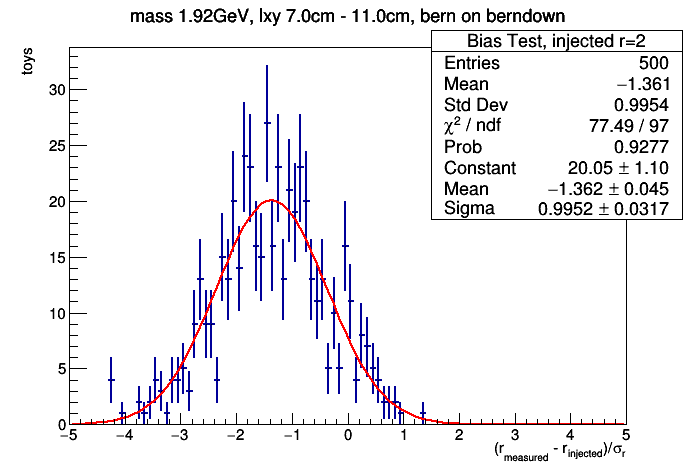 mass 1.92GeV, lxy 7.0cm - 11.0cm, bern on berndown
toys
Bias Test, injected r=2
Entries 500
Mean −1.361
Std Dev 0.9954
χ² / ndf 77.49 / 97
Prob 0.9277
Constant 20.05 ± 1.10
Mean −1.362 ± 0.045
Sigma 0.9952 ± 0.0317
30
25
20
15
10
5
0
−5 −4 −3 −2 −1 0 1 2 3 4 5
(r_measured - r_injected)/σ_r